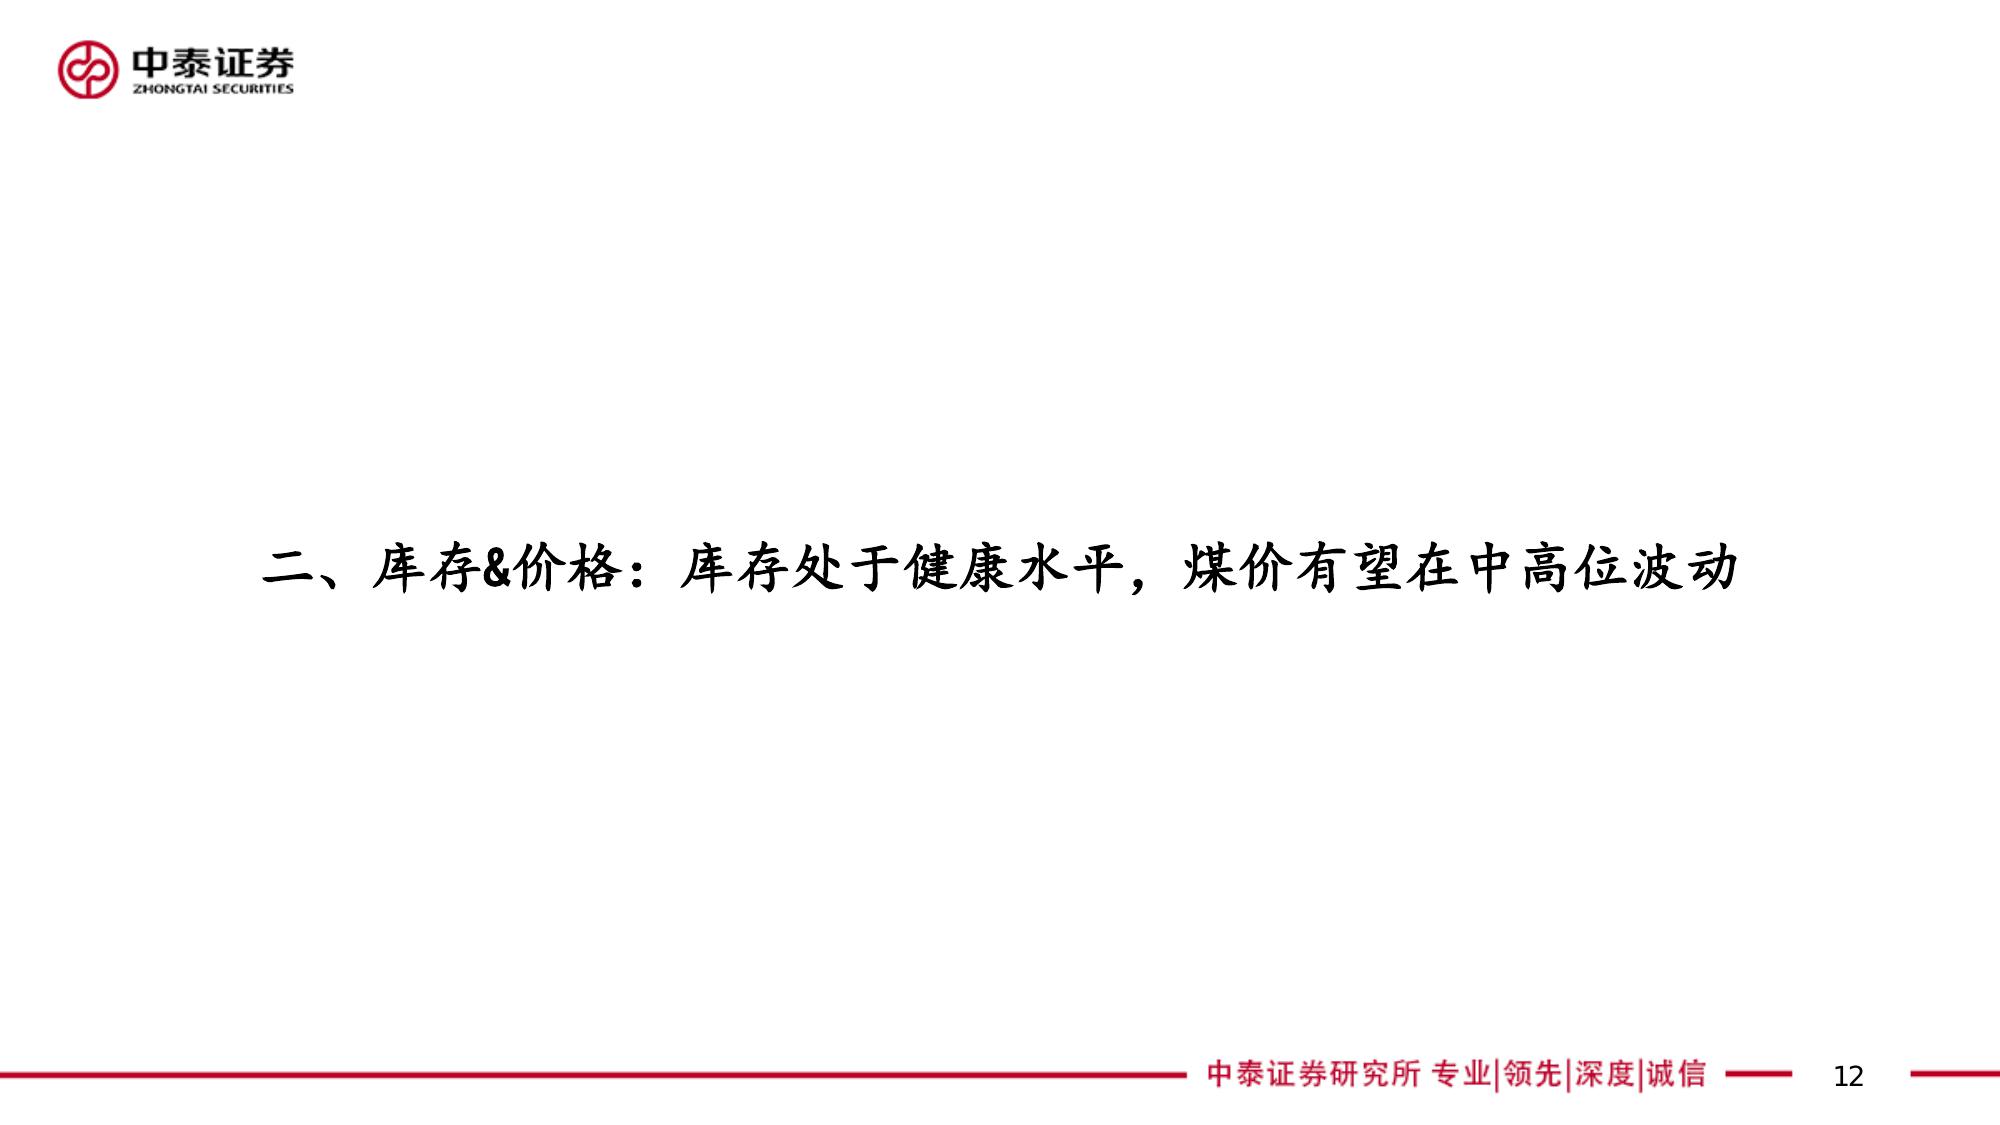 中泰证券
ZHONGTAI SECURITIES
二、库存&价格：库存处于健康水平，煤价有望在中高位波动
中泰证券研究所 专业|领先|深度|诚信
12